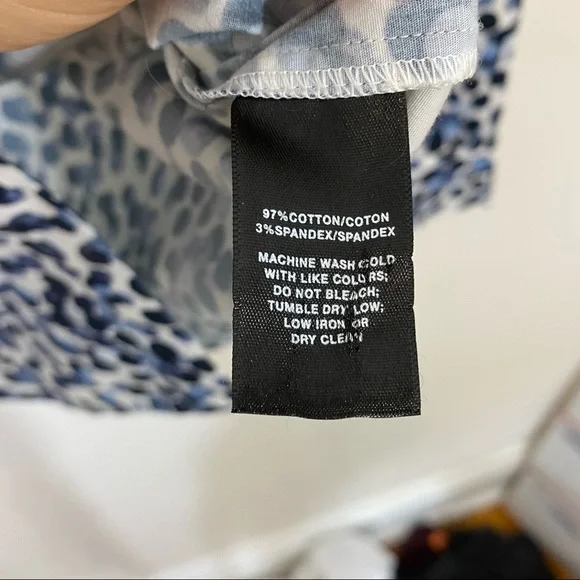 97%COTTON/COTON
3%SPANDEX/SPANDEX
MACHINE WASH COLD
WITH LIKE COLORS;
DO NOT BLEACH;
TUMBLE DRY LOW;
LOW IRON OR
DRY CLEAN